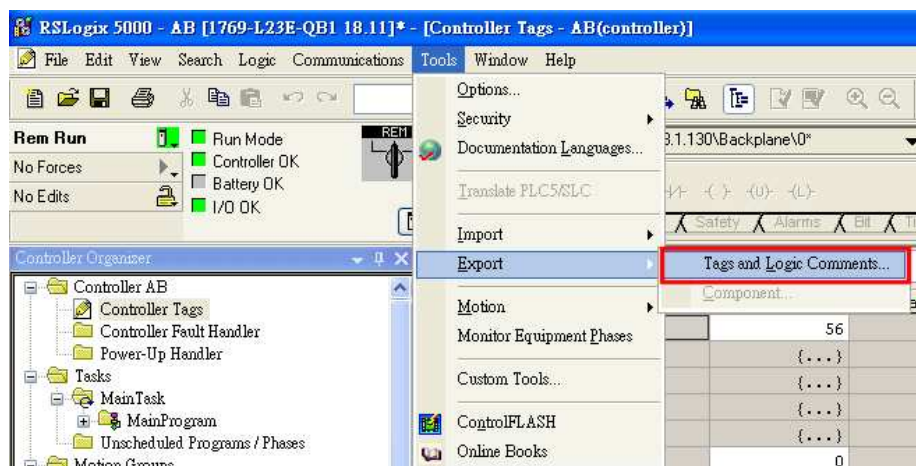 RSLogix 5000 - AB [1769-L23E-QB1 18.11]* - [Controller Tags - AB(controller)]
File Edit View Search Logic Communications Tools Window Help
Rem Run
Run Mode
REM
No Forces
Controller OK
Battery OK
No Edits
I/O OK
3.1.130\Backplane\0*
Safety Alarms Bit
Controller Organizer
Controller AB
Controller Tags
Controller Fault Handler
Power-Up Handler
Tasks
MainTask
MainProgram
Unscheduled Programs / Phases
Motion Groups
Options...
Security
Documentation Languages...
Translate PLC5/SLC
Import
Export
Motion
Monitor Equipment Phases
Custom Tools...
ControlFLASH
Online Books
Tags and Logic Comments...
Component...
56
{...}
{...}
{...}
{...}
0